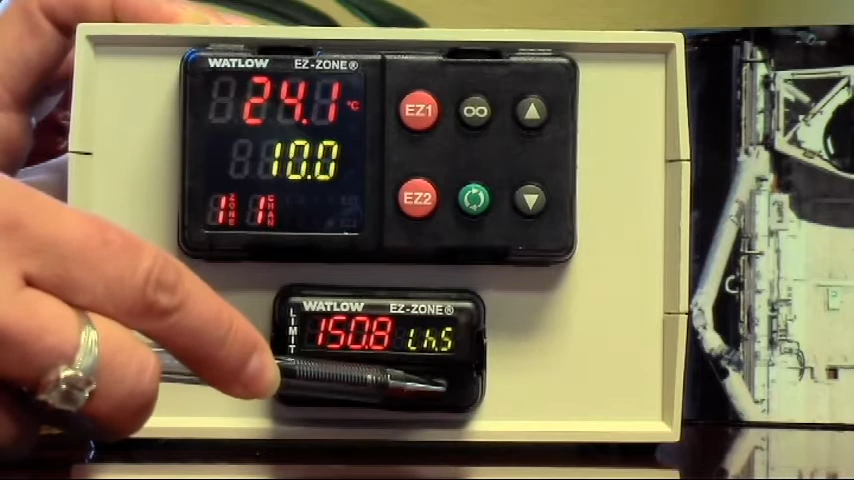 WATLOW EZ-ZONE®
24.1 °C
10.0
1 ZONE 1 CHAN
EZ1 ∞
EZ2
WATLOW EZ-ZONE®
LIMIT 150.8 Lh.S